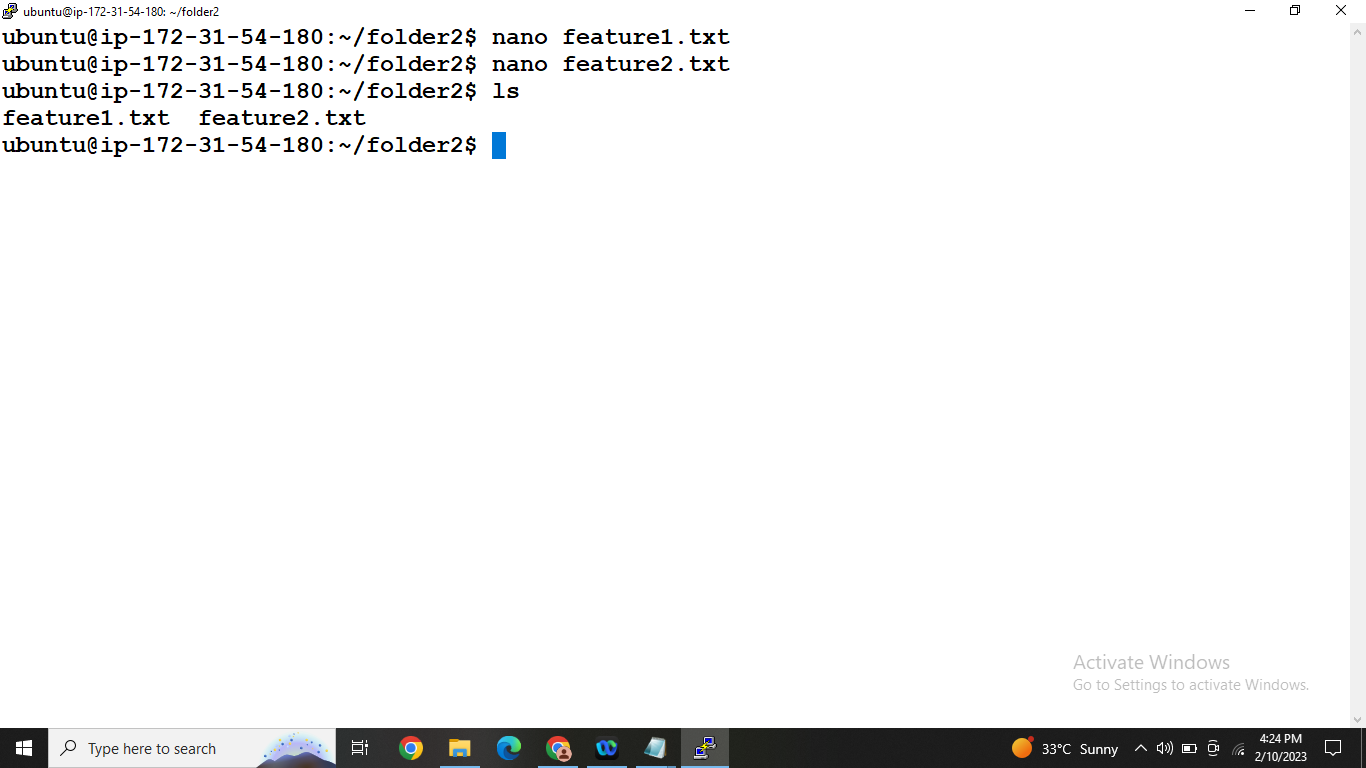 ubuntu@ip-172-31-54-180: ~/folder2
ubuntu@ip-172-31-54-180:~/folder2$ nano feature1.txt
ubuntu@ip-172-31-54-180:~/folder2$ nano feature2.txt
ubuntu@ip-172-31-54-180:~/folder2$ ls
feature1.txt  feature2.txt
ubuntu@ip-172-31-54-180:~/folder2$
Activate Windows
Go to Settings to activate Windows.
Type here to search
33°C Sunny
4:24 PM
2/10/2023